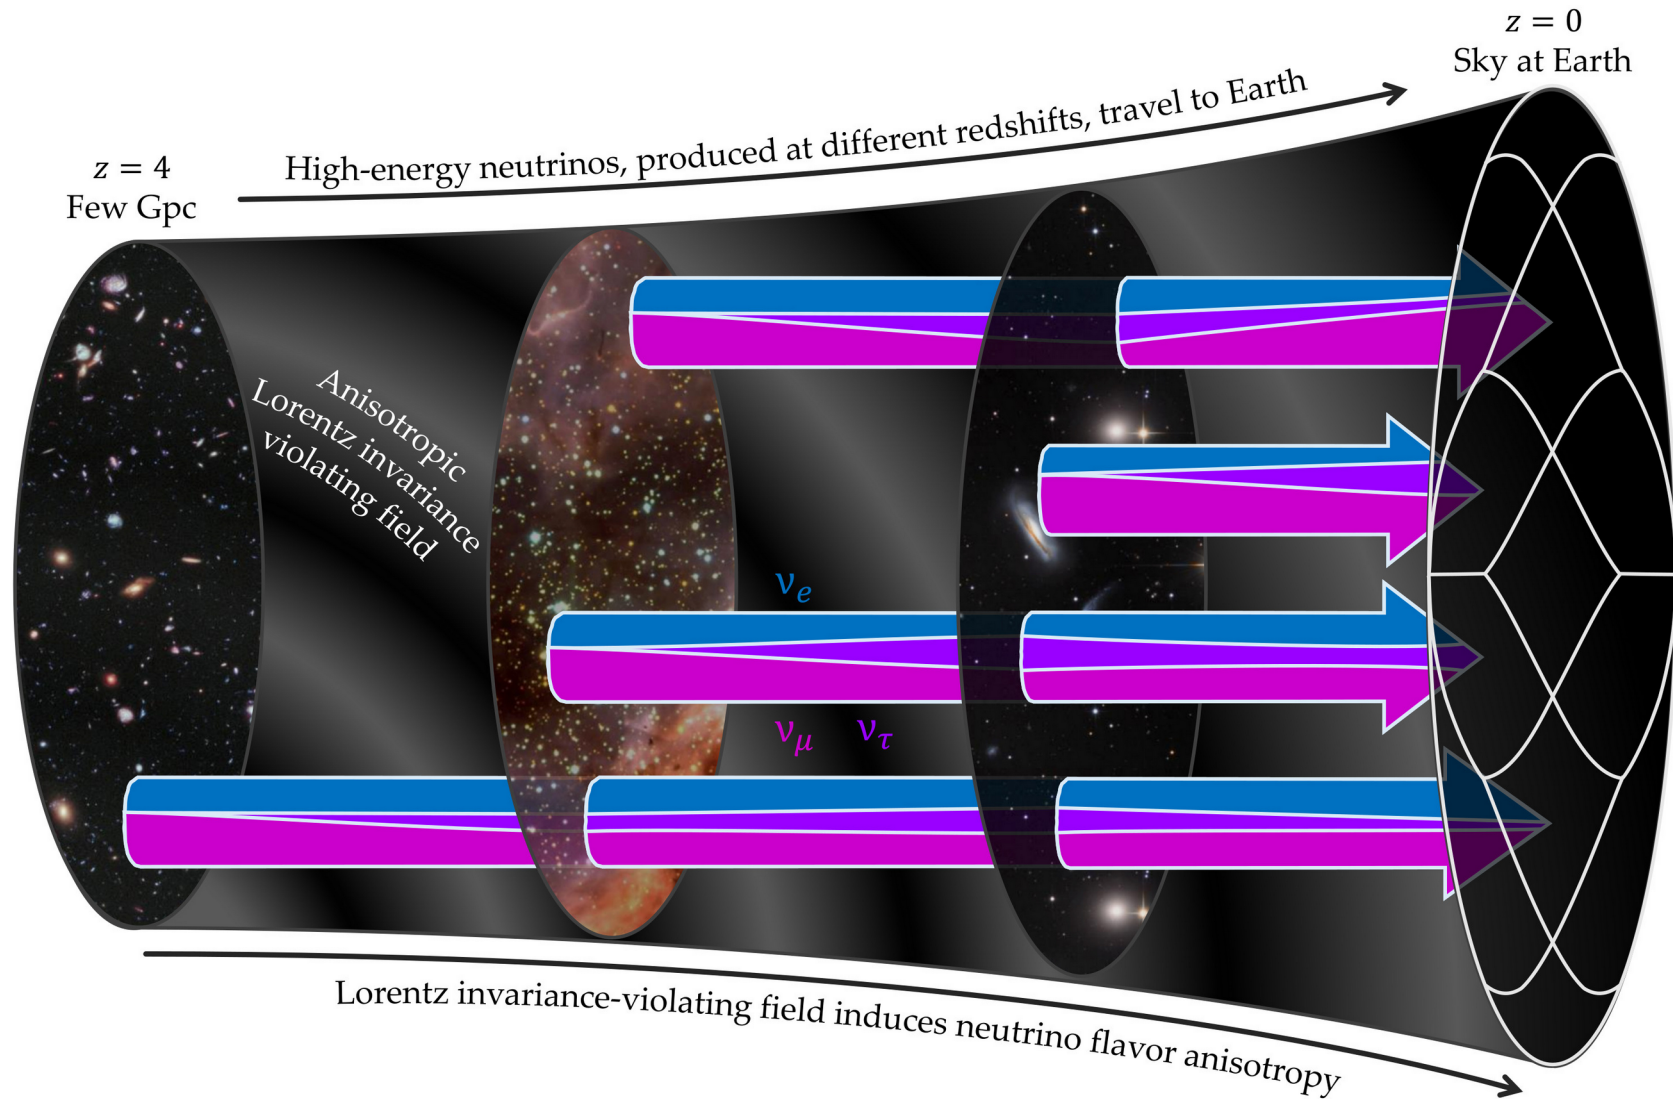 z = 0
Sky at Earth
High-energy neutrinos, produced at different redshifts, travel to Earth
z = 4
Few Gpc
Anisotropic
Lorentz invariance
violating field
ν_e
ν_μ ν_τ
Lorentz invariance-violating field induces neutrino flavor anisotropy